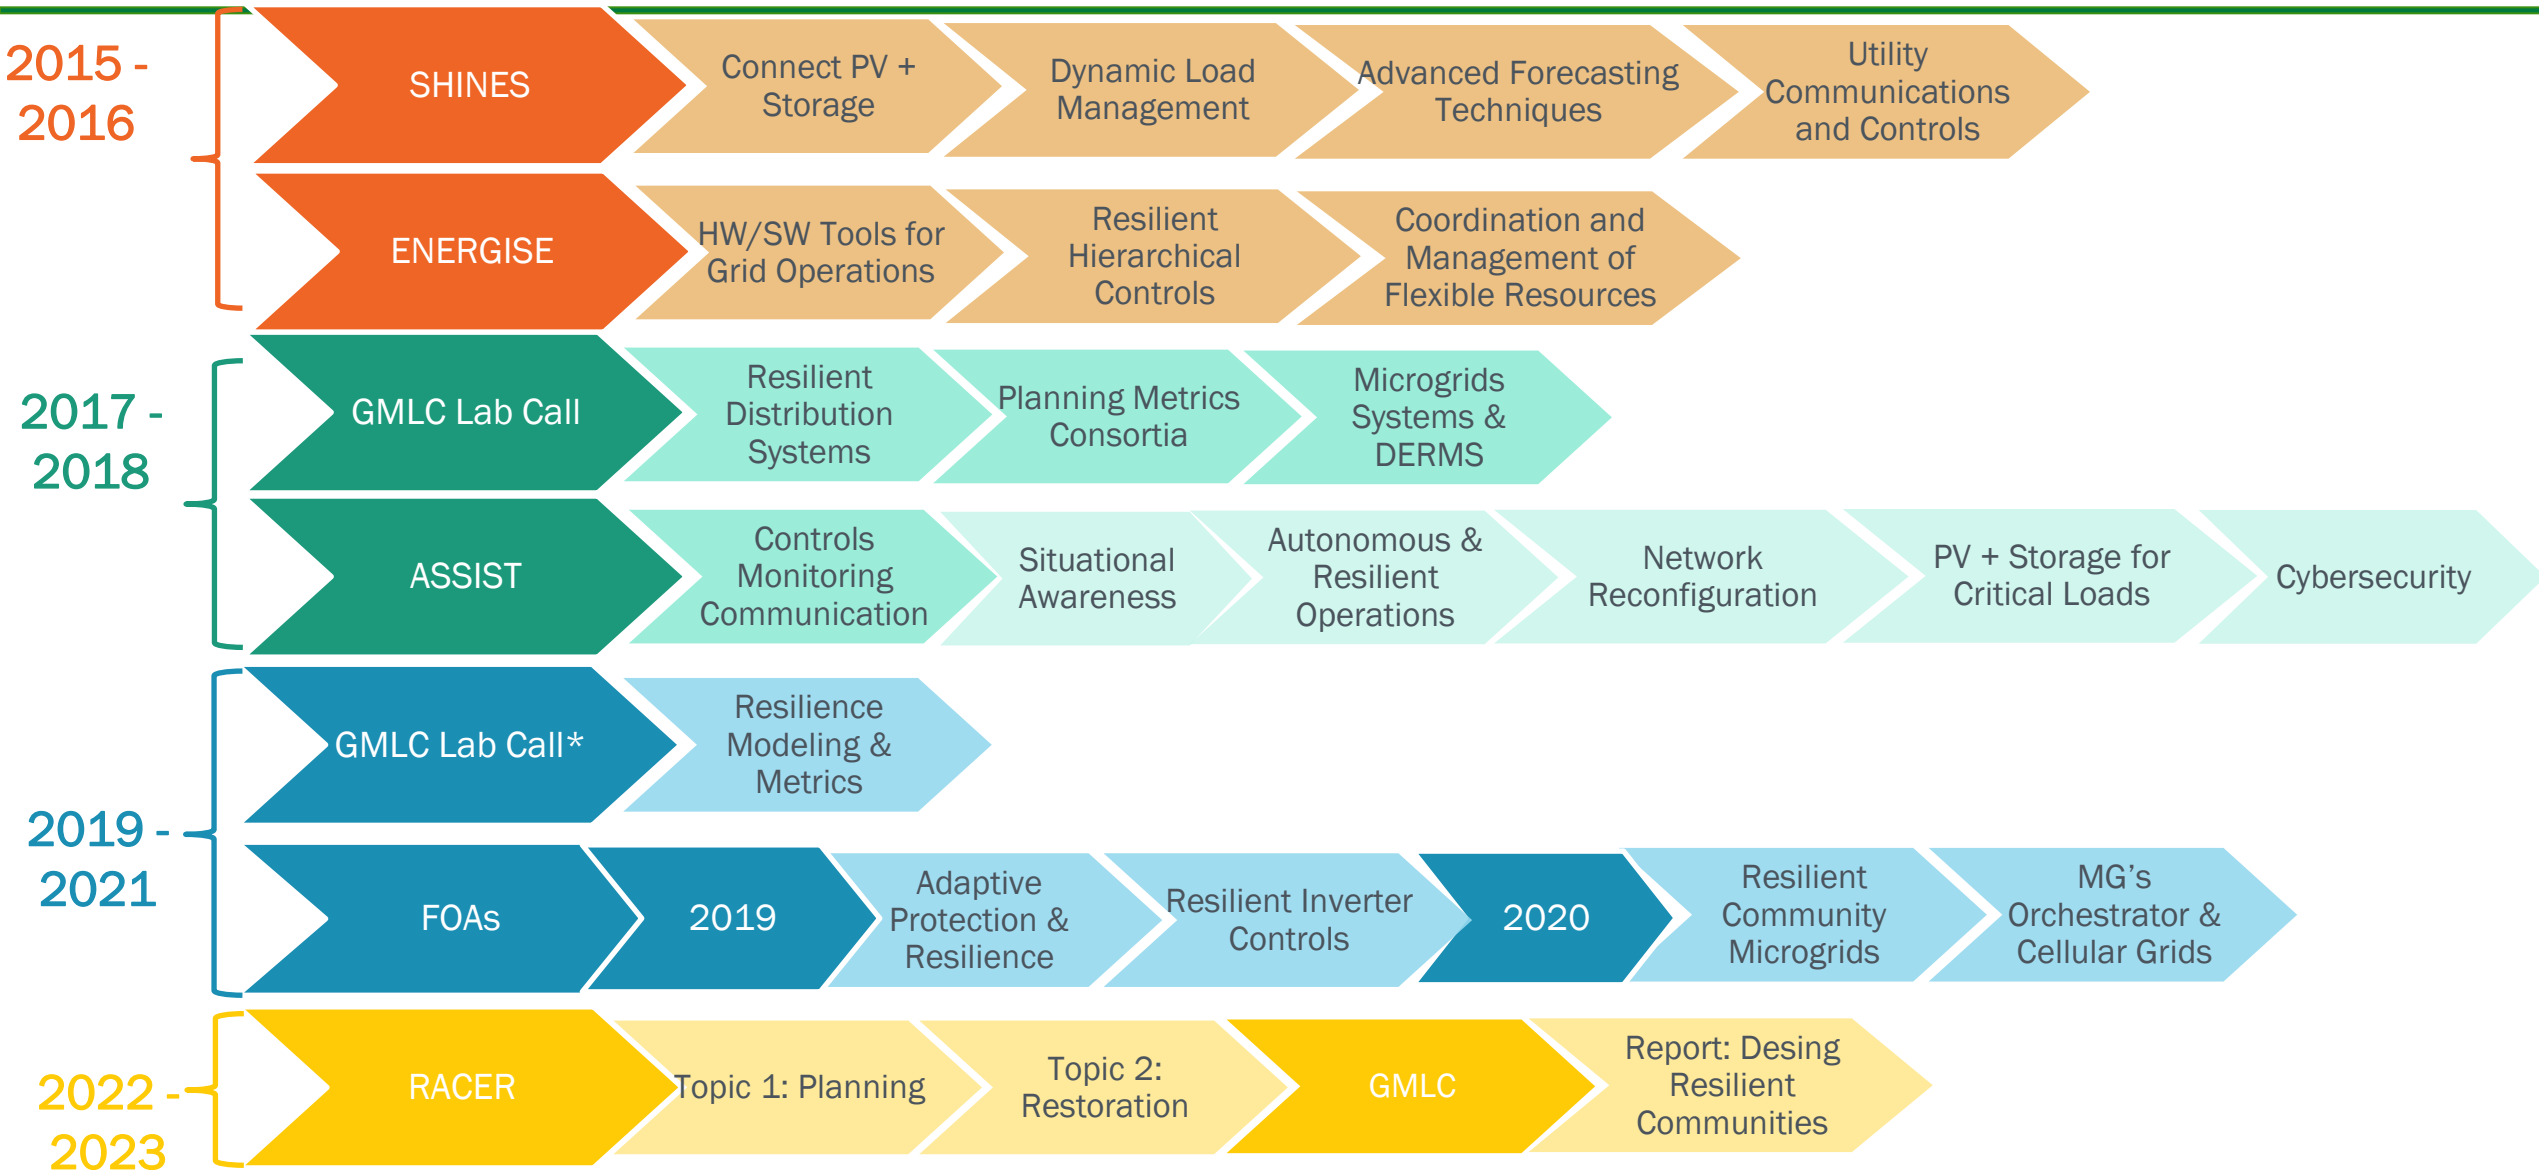 2015 -
2016
SHINES
Connect PV +
Storage
Dynamic Load
Management
Advanced Forecasting
Techniques
Utility
Communications
and Controls
ENERGISE
HW/SW Tools for
Grid Operations
Resilient
Hierarchical
Controls
Coordination and
Management of
Flexible Resources
2017 -
2018
GMLC Lab Call
Resilient
Distribution
Systems
Planning Metrics
Consortia
Microgrids
Systems &
DERMS
ASSIST
Controls
Monitoring
Communication
Situational
Awareness
Autonomous &
Resilient
Operations
Network
Reconfiguration
PV + Storage for
Critical Loads
Cybersecurity
2019 -
2021
GMLC Lab Call*
Resilience
Modeling &
Metrics
FOAs
2019
Adaptive
Protection &
Resilience
Resilient Inverter
Controls
2020
Resilient
Community
Microgrids
MG's
Orchestrator &
Cellular Grids
2022 -
2023
RACER
Topic 1: Planning
Topic 2:
Restoration
GMLC
Report: Desing
Resilient
Communities